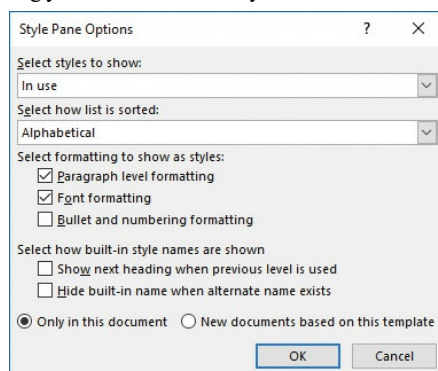 Style Pane Options ? ×
Select styles to show:
In use
Select how list is sorted:
Alphabetical
Select formatting to show as styles:
Paragraph level formatting
Font formatting
Bullet and numbering formatting
Select how built-in style names are shown
Show next heading when previous level is used
Hide built-in name when alternate name exists
Only in this document New documents based on this template
OK Cancel